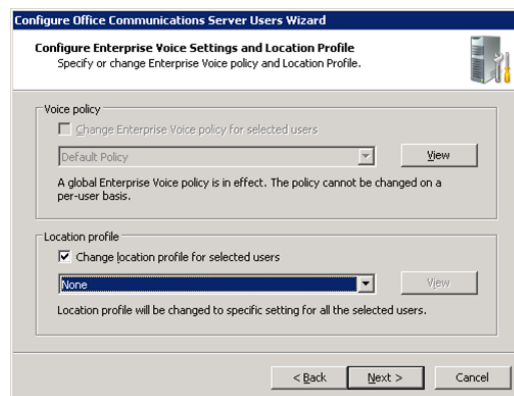 Configure Office Communications Server Users Wizard
Configure Enterprise Voice Settings and Location Profile
Specify or change Enterprise Voice policy and Location Profile.
Voice policy
Change Enterprise Voice policy for selected users
Default Policy
View
A global Enterprise Voice policy is in effect. The policy cannot be changed on a
per-user basis.
Location profile
Change location profile for selected users
None
View
Location profile will be changed to specific setting for all the selected users.
< Back
Next >
Cancel